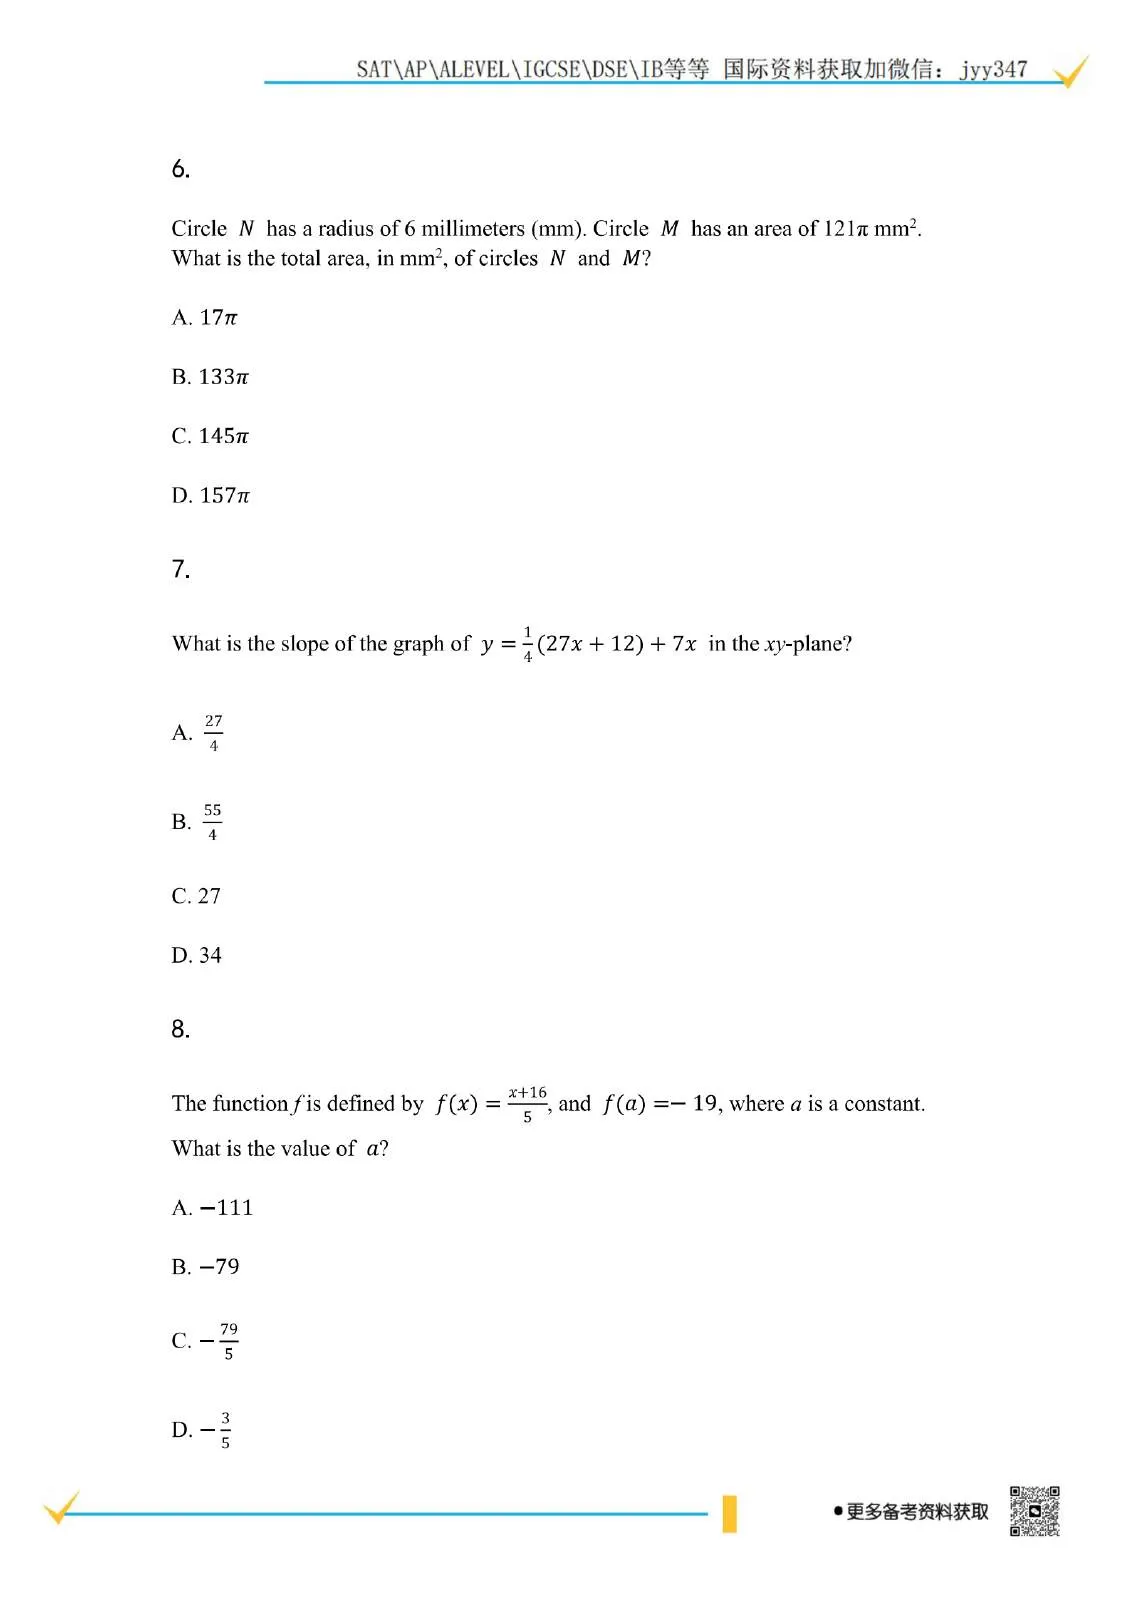 SAT\AP\ALEVEL\IGCSE\DSE\IB等等 国际资料获取加微信：jyy347
6.
Circle N has a radius of 6 millimeters (mm). Circle M has an area of 121π mm².
What is the total area, in mm², of circles N and M?
A. 17π
B. 133π
C. 145π
D. 157π
7.
What is the slope of the graph of y = 1/4(27x + 12) + 7x in the xy-plane?
A. 27/4
B. 55/4
C. 27
D. 34
8.
The function f is defined by f(x) = x+16/5, and f(a) =− 19, where a is a constant.
What is the value of a?
A. −111
B. −79
C. −79/5
D. −3/5
•更多备考资料获取